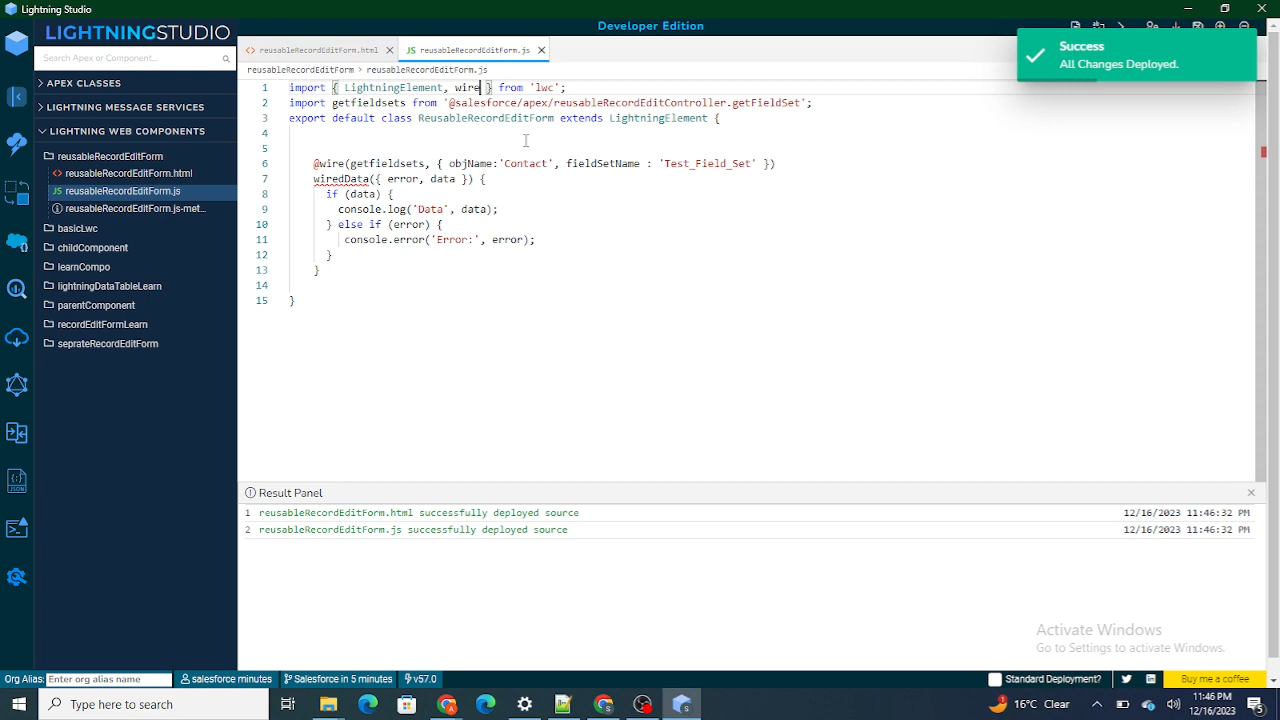 Lightning Studio
LIGHTNINGSTUDIO
Developer Edition
Search Apex or Component...
reusableRecordEditForm.html
reusableRecordEditForm.js
Success
All Changes Deployed.
reusableRecordEditForm › reusableRecordEditForm.js
APEX CLASSES
LIGHTNING MESSAGE SERVICES
LIGHTNING WEB COMPONENTS
reusableRecordEditForm
reusableRecordEditForm.html
reusableRecordEditForm.js
reusableRecordEditForm.js-met...
basicLwc
childComponent
learnCompo
lightningDataTableLearn
parentComponent
recordEditFormLearn
seprateRecordEditForm
1 import { LightningElement, wire } from 'lwc';
2 import getfieldsets from '@salesforce/apex/reusableRecordEditController.getFieldSet';
3 export default class ReusableRecordEditForm extends LightningElement {
4
5
6 @wire(getfieldsets, { objName:'Contact', fieldSetName : 'Test_Field_Set' })
7 wiredData({ error, data }) {
8 if (data) {
9 console.log('Data', data);
10 } else if (error) {
11 console.error('Error:', error);
12 }
13 }
14
15 }
Result Panel
1 reusableRecordEditForm.html successfully deployed source 12/16/2023 11:46:32 PM
2 reusableRecordEditForm.js successfully deployed source 12/16/2023 11:46:32 PM
Activate Windows
Go to Settings to activate Windows.
Org Alias: Enter org alias name salesforce minutes Salesforce in 5 minutes v57.0 Standard Deployment? Buy me a coffee
Type here to search
16°C Clear
11:46 PM
12/16/2023